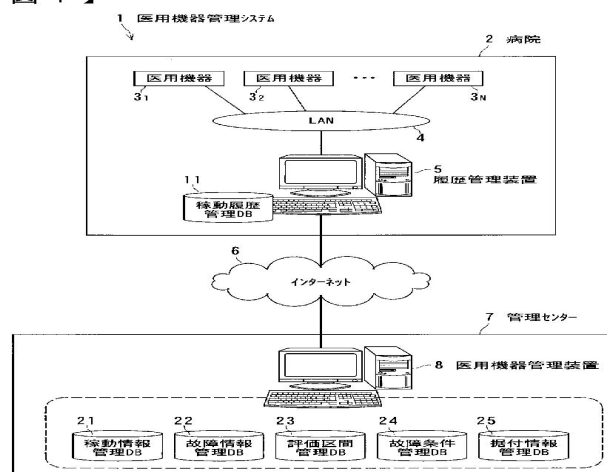 1 医用機器管理システム
2 病院
医用機器 医用機器 ・・・ 医用機器
3₁ 3₂ 3N
LAN
4
5
履歴管理装置
11
稼動履歴
管理DB
6
インターネット
7 管理センター
8 医用機器管理装置
21 22 23 24 25
稼動情報 故障情報 評価区間 故障条件 据付情報
管理DB 管理DB 管理DB 管理DB 管理DB